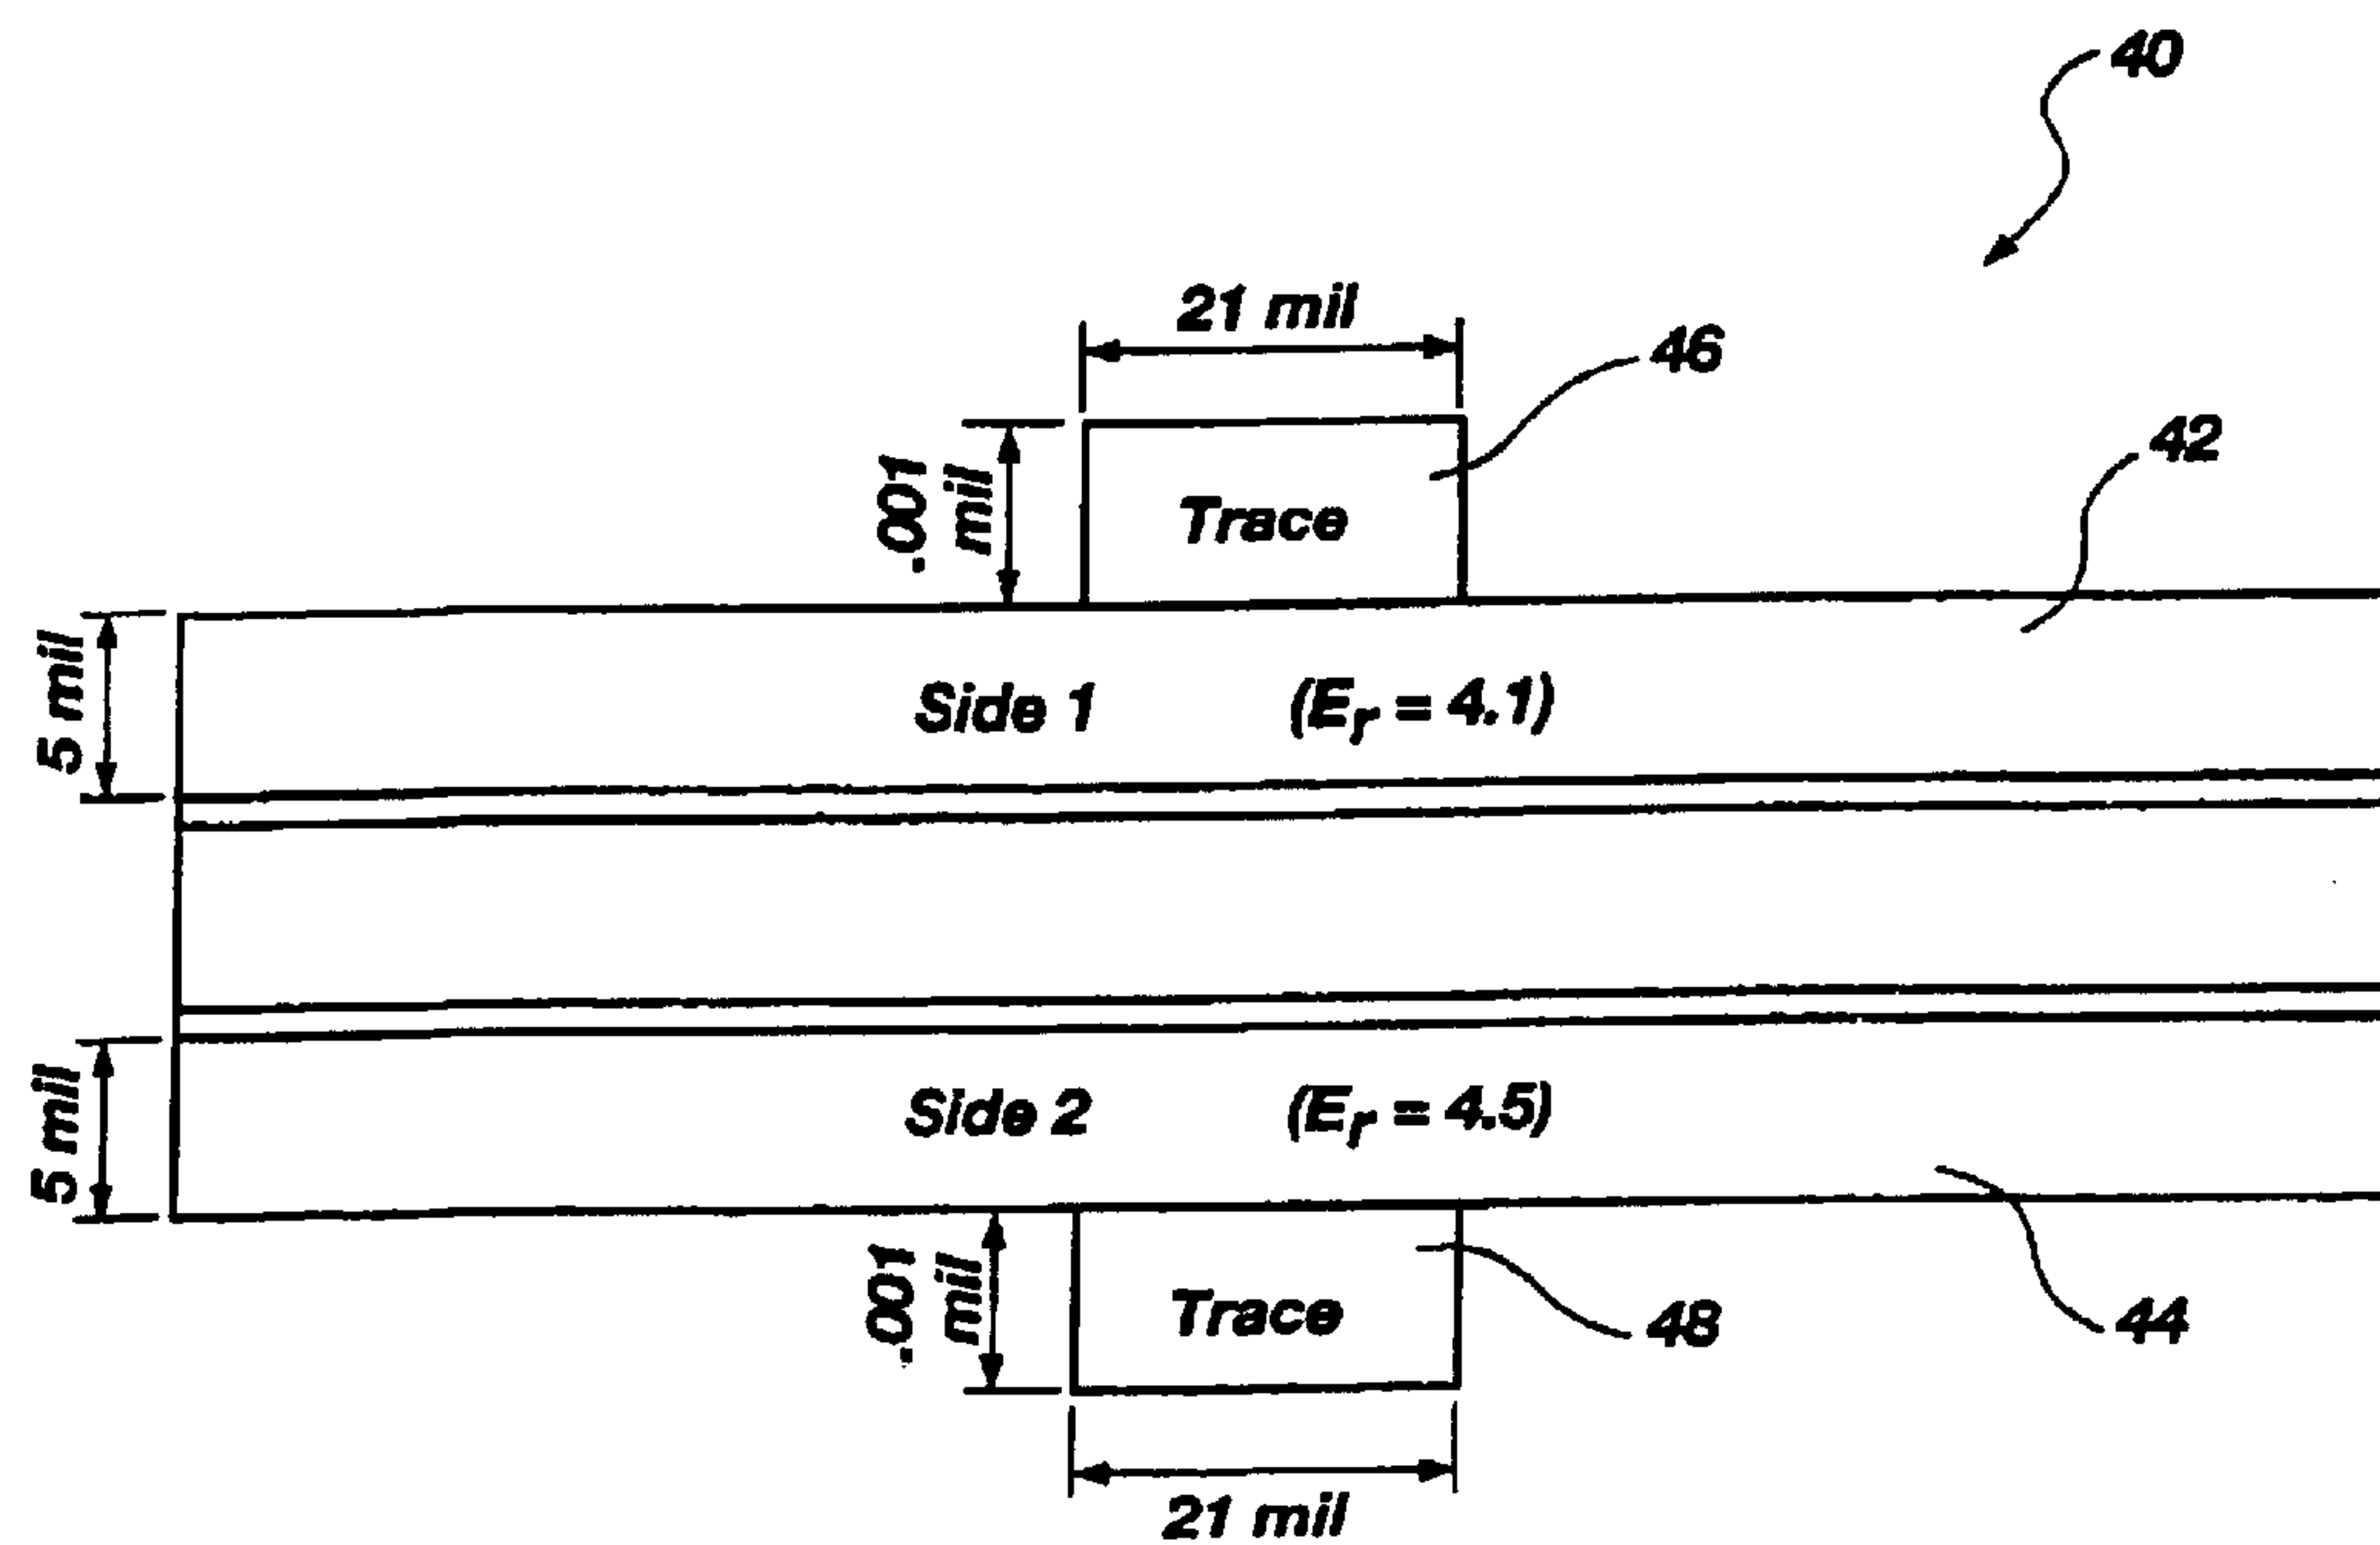 40
21 mil
46
42
.001
mil
Trace
5 mil
Side 1 (Er = 4.1)
Side 2 (Er = 4.5)
5 mil
.001
mil
Trace
48
44
21 mil